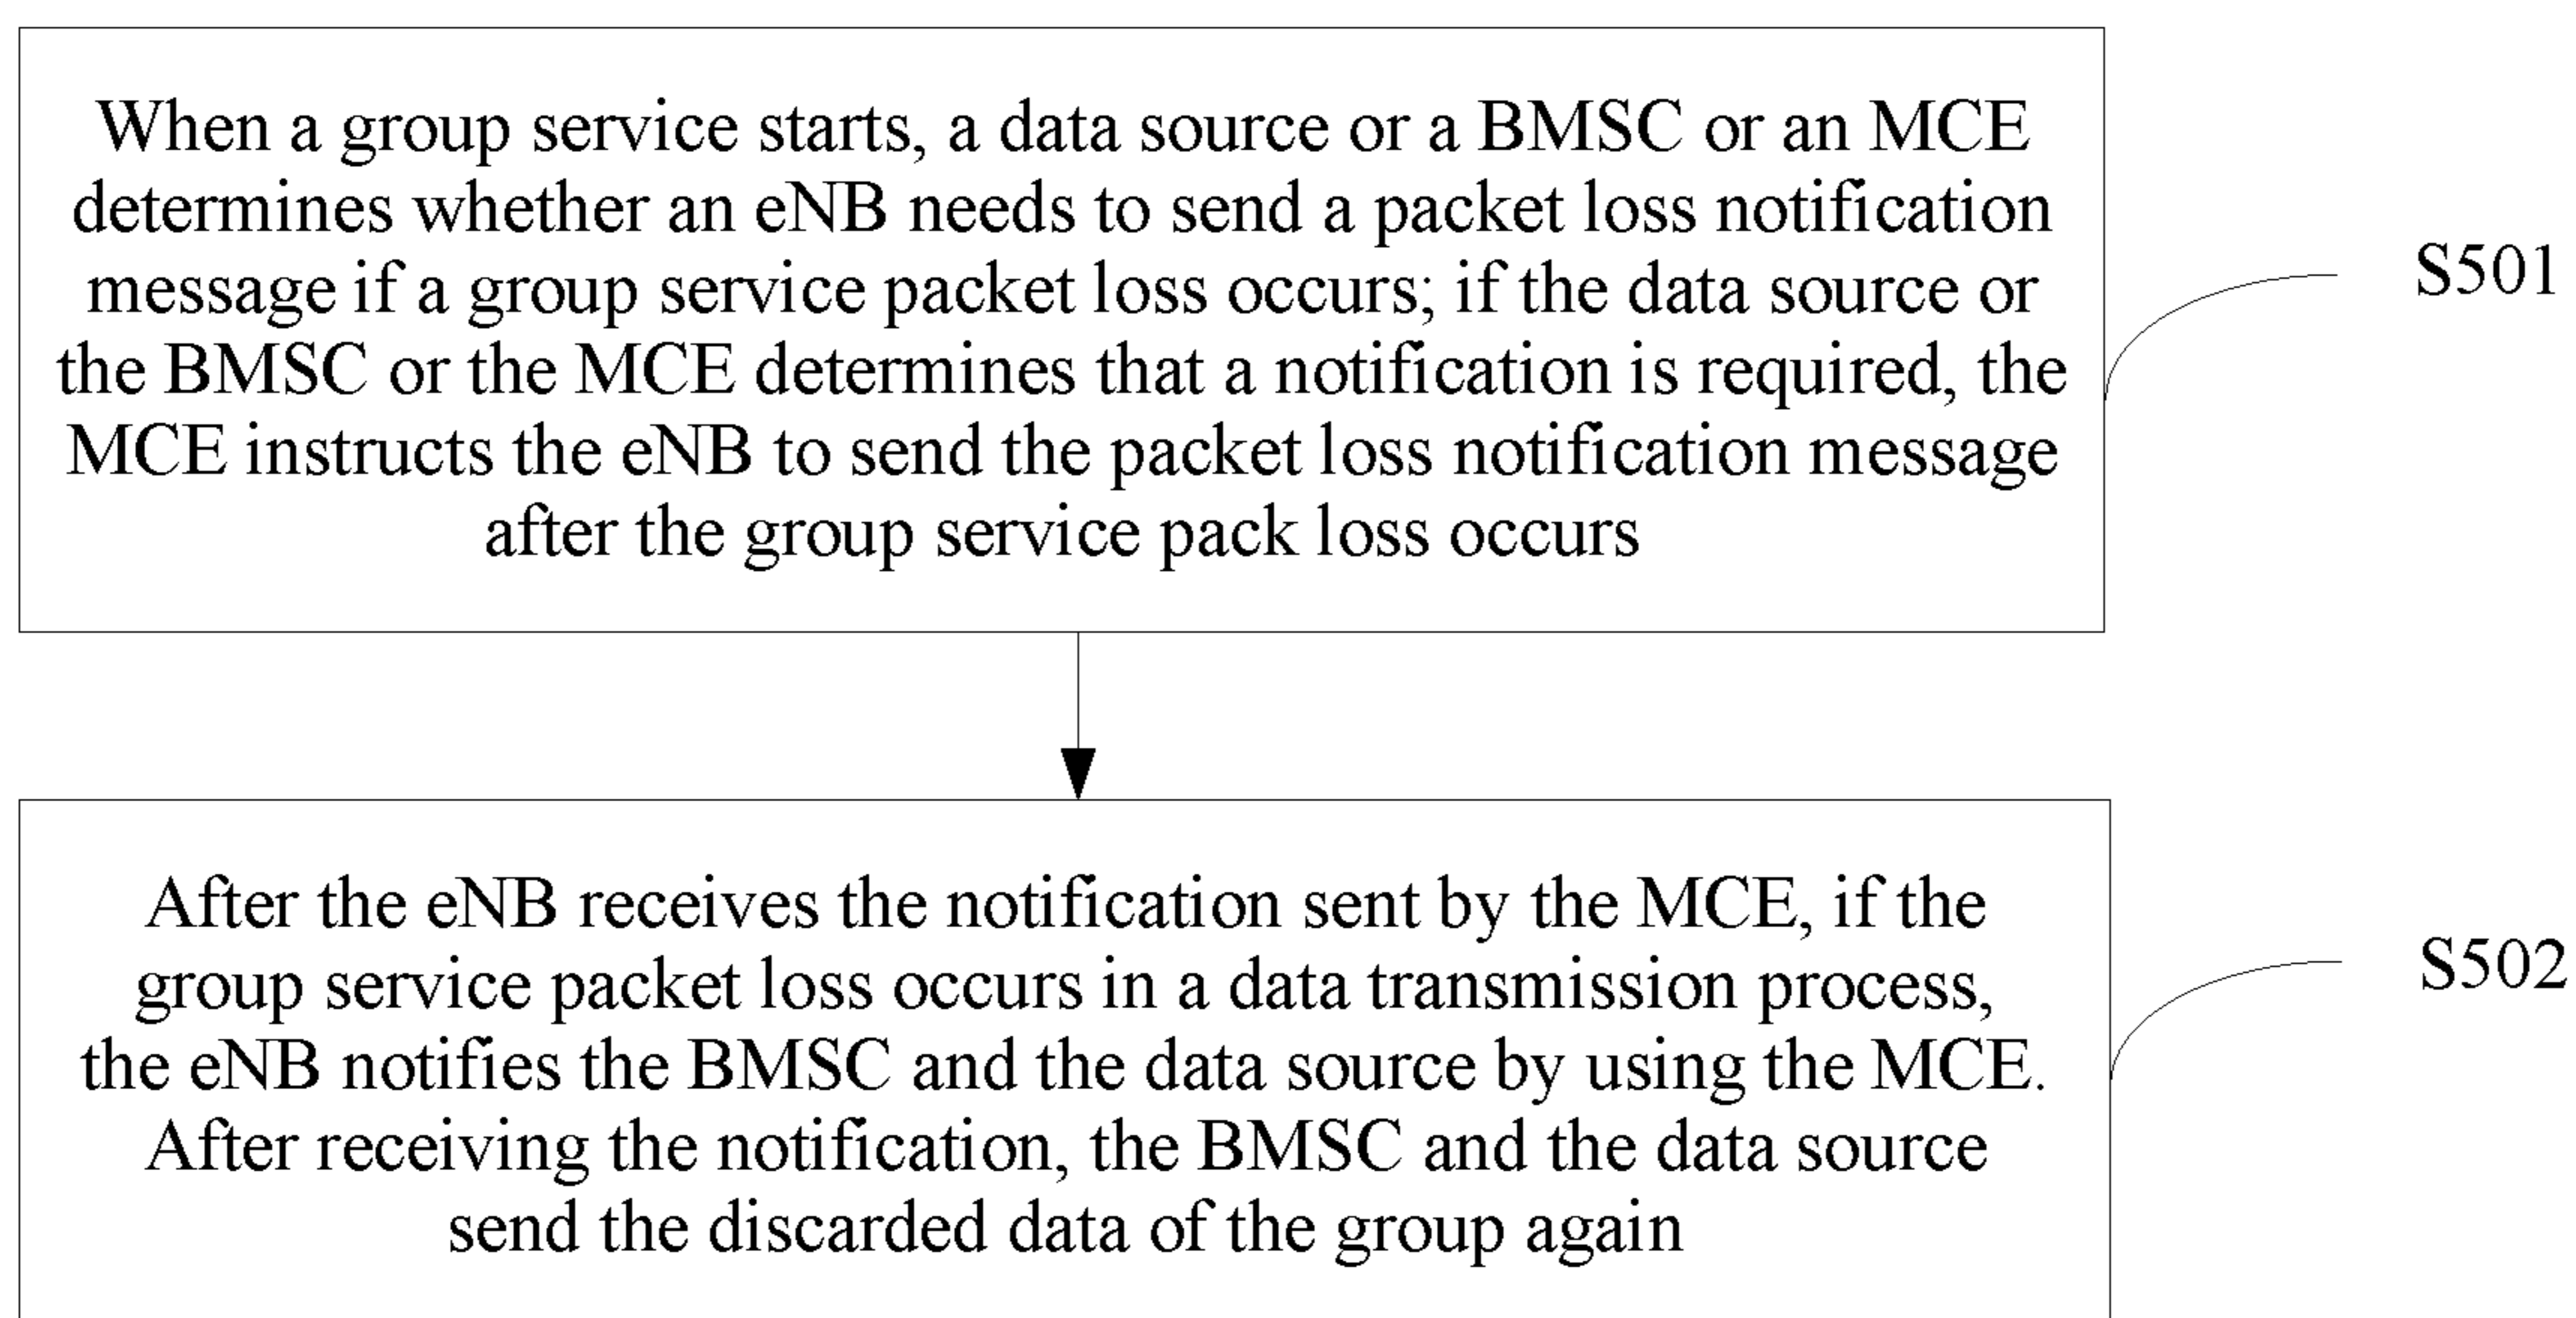 When a group service starts, a data source or a BMSC or an MCE
determines whether an eNB needs to send a packet loss notification
message if a group service packet loss occurs; if the data source or
the BMSC or the MCE determines that a notification is required, the
MCE instructs the eNB to send the packet loss notification message
after the group service pack loss occurs
S501
After the eNB receives the notification sent by the MCE, if the
group service packet loss occurs in a data transmission process,
the eNB notifies the BMSC and the data source by using the MCE.
After receiving the notification, the BMSC and the data source
send the discarded data of the group again
S502